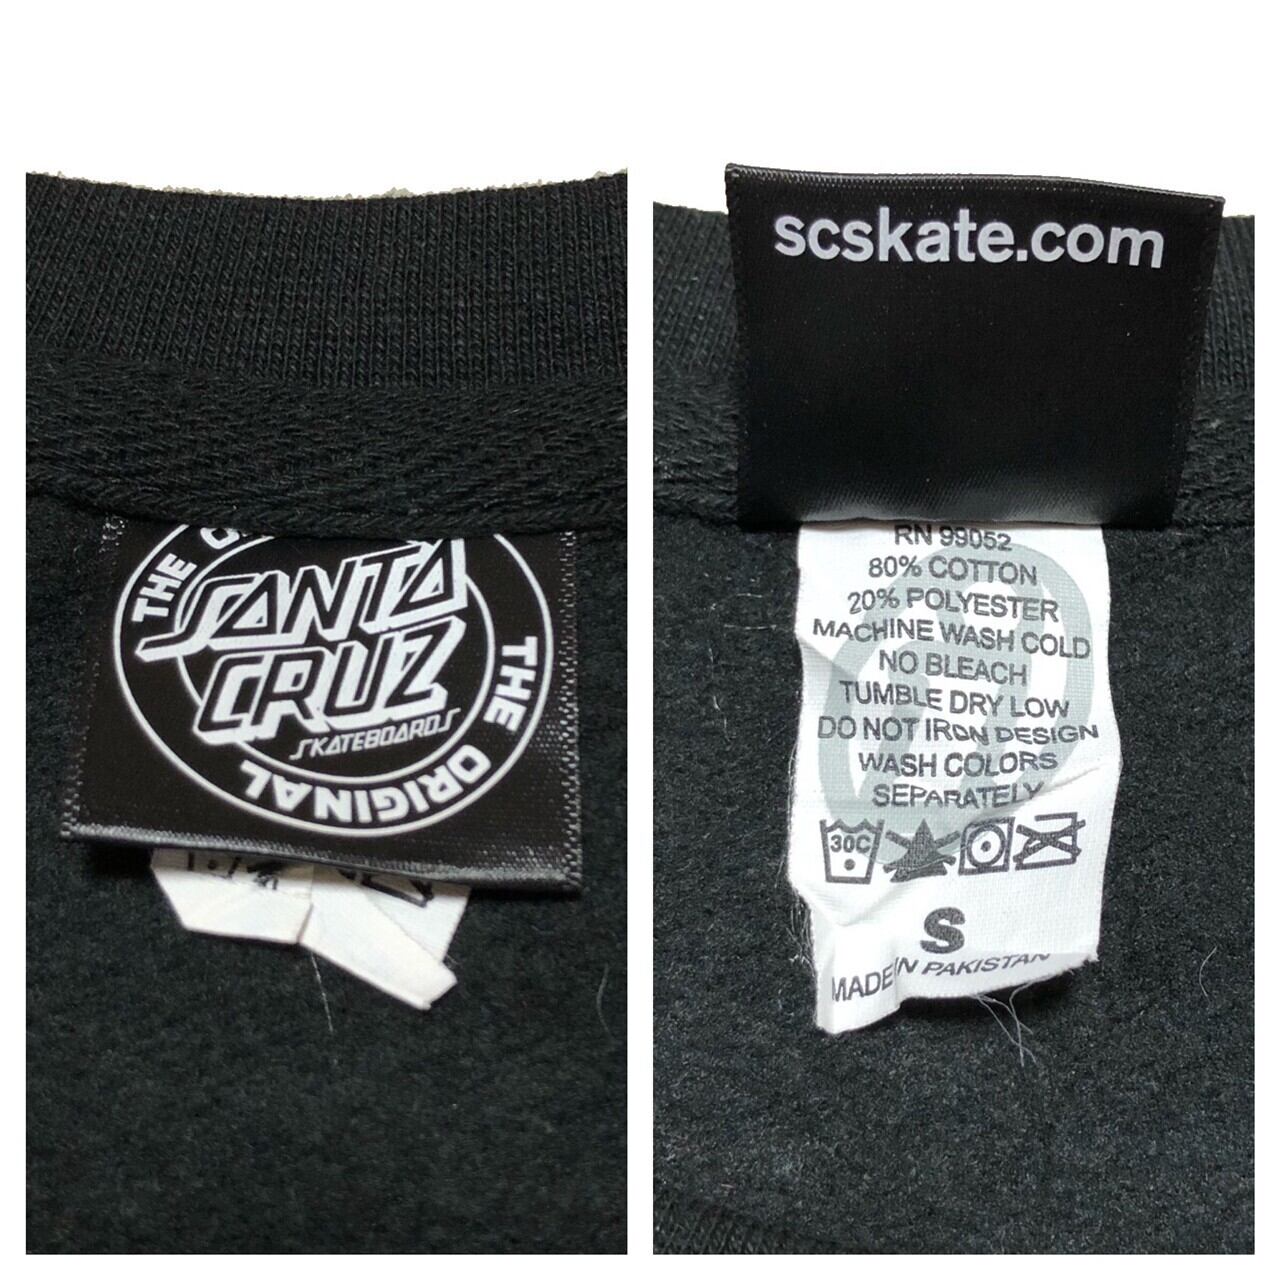 THE O
SANTA
CRUZ
SKATEBOARDS
THE ORIGINAL
scskate.com
RN 99052
80% COTTON
20% POLYESTER
MACHINE WASH COLD
NO BLEACH
TUMBLE DRY LOW
DO NOT IRON DESIGN
WASH COLORS
SEPARATELY
30C
S
MADE IN PAKISTAN